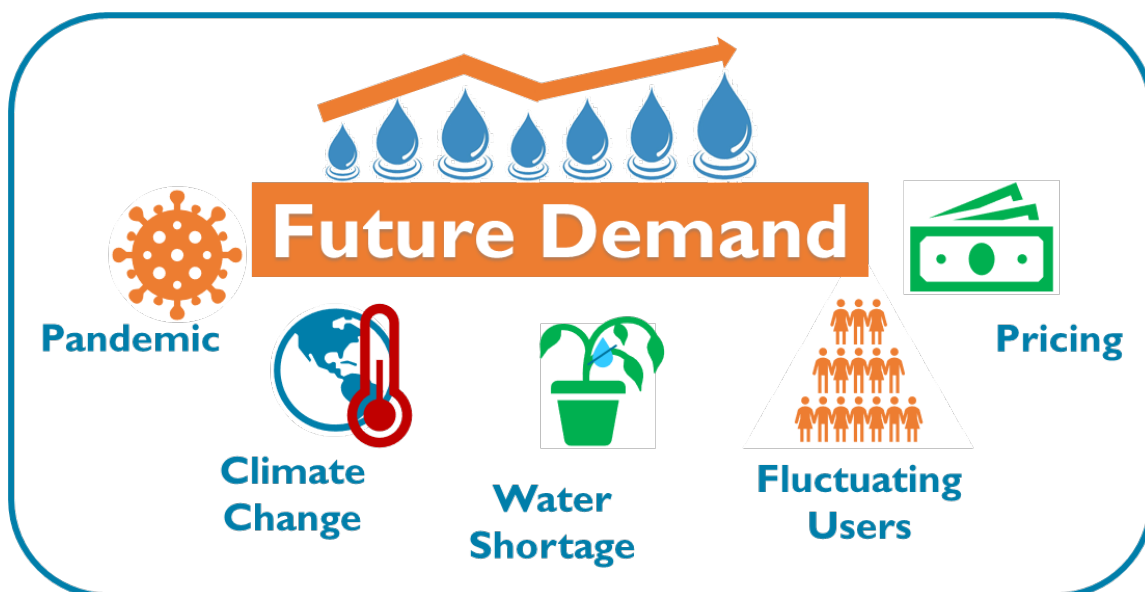 Future Demand
Pandemic
Pricing
Climate
Change
Water
Shortage
Fluctuating
Users